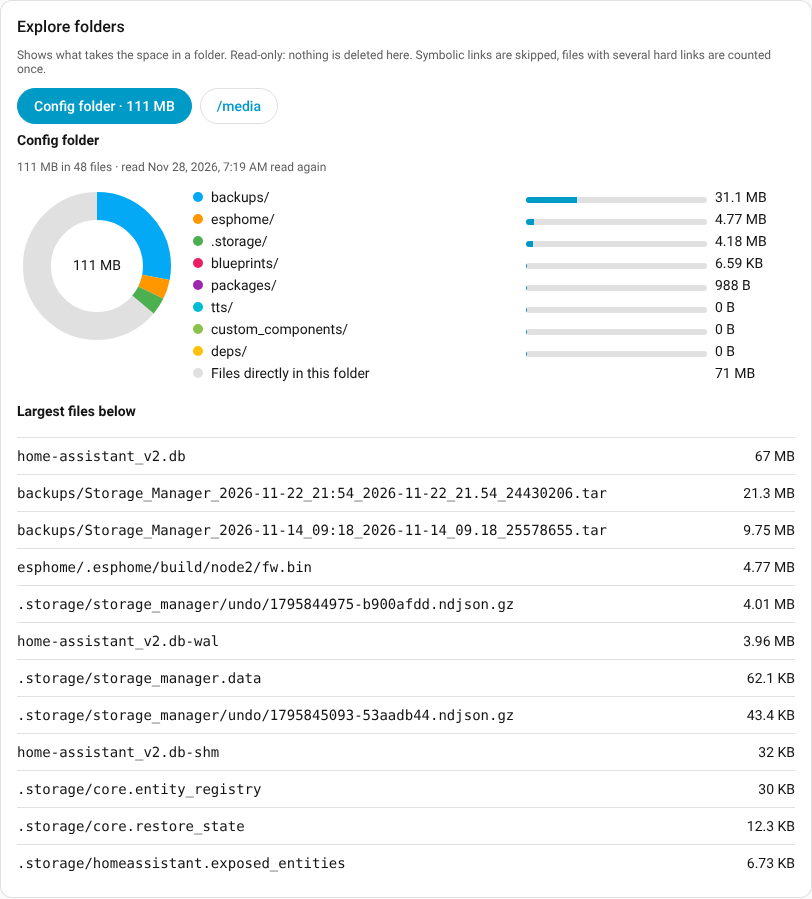 Explore folders
Shows what takes the space in a folder. Read-only: nothing is deleted here. Symbolic links are skipped, files with several hard links are counted
once.
Config folder · 111 MB
/media
Config folder
111 MB in 48 files · read Nov 28, 2026, 7:19 AM read again
111 MB
backups/ 31.1 MB
esphome/ 4.77 MB
.storage/ 4.18 MB
blueprints/ 6.59 KB
packages/ 988 B
tts/ 0 B
custom_components/ 0 B
deps/ 0 B
Files directly in this folder 71 MB
Largest files below
home-assistant_v2.db 67 MB
backups/Storage_Manager_2026-11-22_21:54_2026-11-22_21.54_24430206.tar 21.3 MB
backups/Storage_Manager_2026-11-14_09:18_2026-11-14_09.18_25578655.tar 9.75 MB
esphome/.esphome/build/node2/fw.bin 4.77 MB
.storage/storage_manager/undo/1795844975-b900afdd.ndjson.gz 4.01 MB
home-assistant_v2.db-wal 3.96 MB
.storage/storage_manager.data 62.1 KB
.storage/storage_manager/undo/1795845093-53aadb44.ndjson.gz 43.4 KB
home-assistant_v2.db-shm 32 KB
.storage/core.entity_registry 30 KB
.storage/core.restore_state 12.3 KB
.storage/homeassistant.exposed_entities 6.73 KB